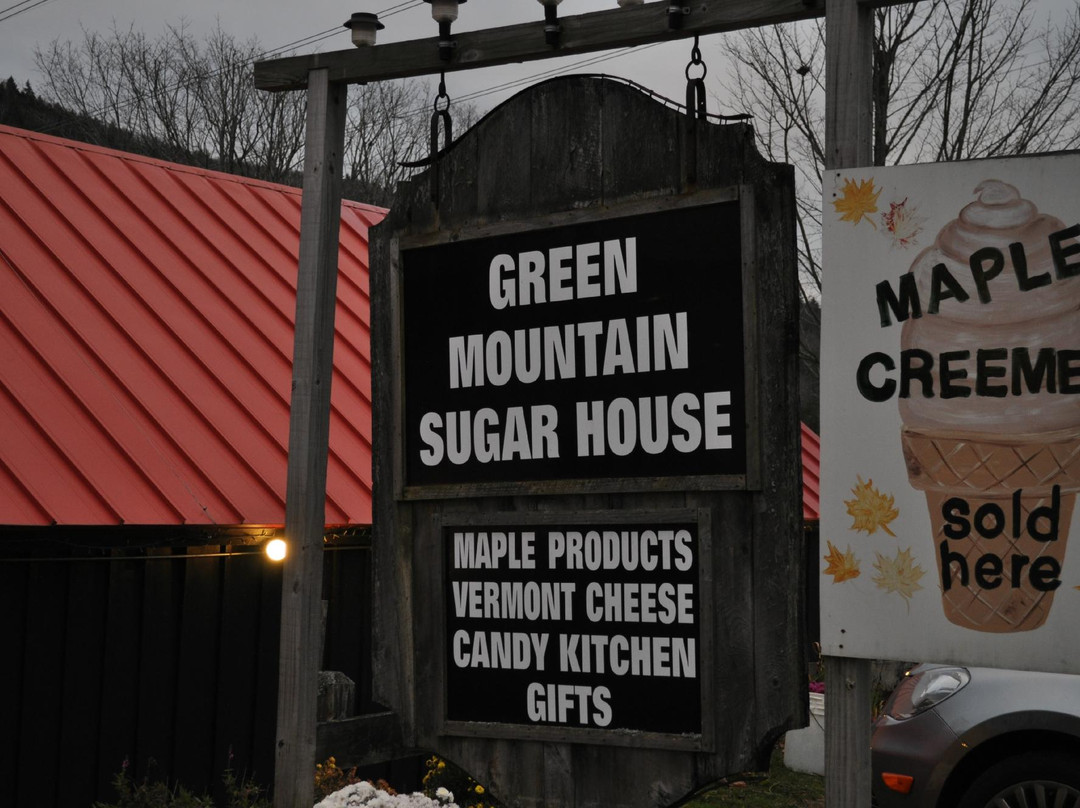 GREEN
MOUNTAIN
SUGAR HOUSE
MAPLE PRODUCTS
VERMONT CHEESE
CANDY KITCHEN
GIFTS
MAPLE
CREEME
sold
here